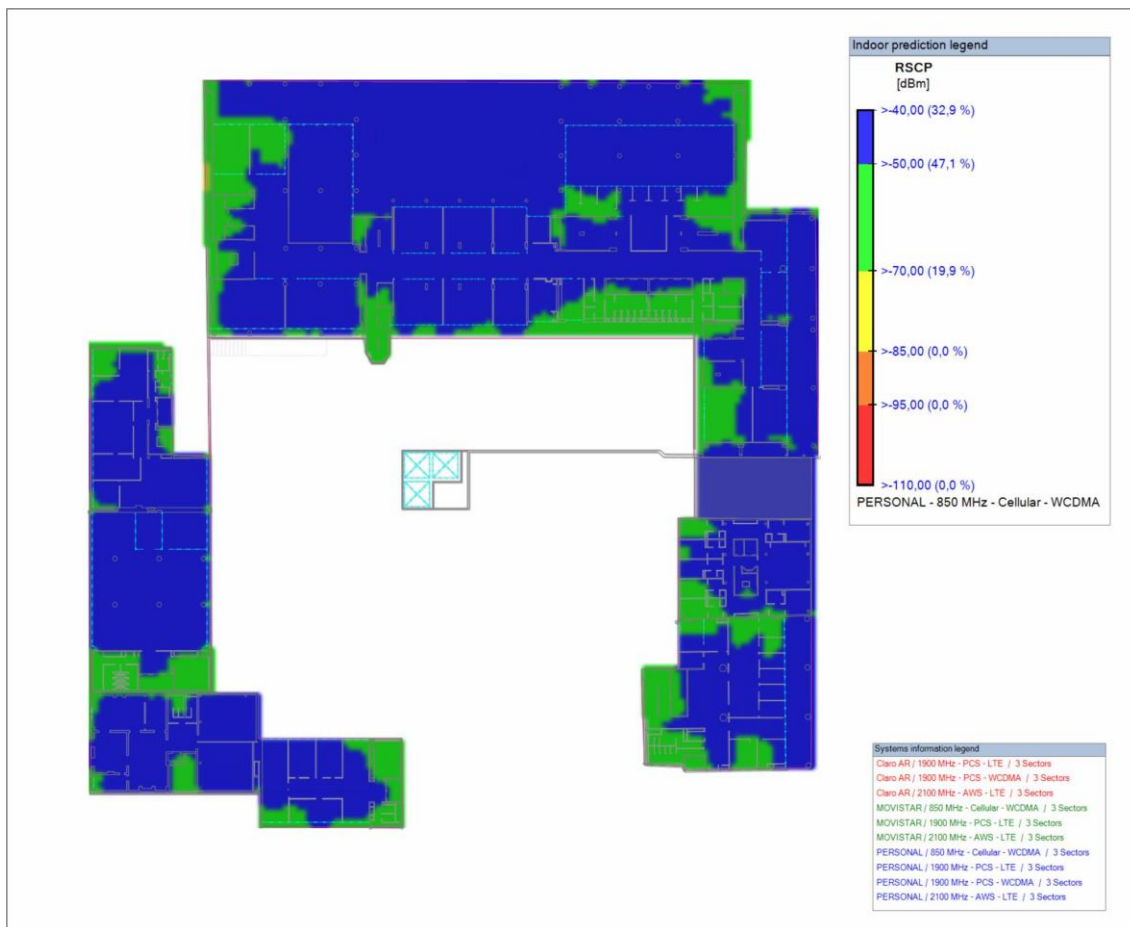 Indoor prediction legend
RSCP
[dBm]
>-40,00 (32,9 %)
>-50,00 (47,1 %)
>-70,00 (19,9 %)
>-85,00 (0,0 %)
>-95,00 (0,0 %)
>-110,00 (0,0 %)
PERSONAL - 850 MHz - Cellular - WCDMA
Systems information legend
Claro AR / 1900 MHz - PCS - LTE / 3 Sectors
Claro AR / 1900 MHz - PCS - WCDMA / 3 Sectors
Claro AR / 2100 MHz - AWS - LTE / 3 Sectors
MOVISTAR / 850 MHz - Cellular - WCDMA / 3 Sectors
MOVISTAR / 1900 MHz - PCS - LTE / 3 Sectors
MOVISTAR / 2100 MHz - AWS - LTE / 3 Sectors
PERSONAL / 850 MHz - Cellular - WCDMA / 3 Sectors
PERSONAL / 1900 MHz - PCS - LTE / 3 Sectors
PERSONAL / 1900 MHz - PCS - WCDMA / 3 Sectors
PERSONAL / 2100 MHz - AWS - LTE / 3 Sectors